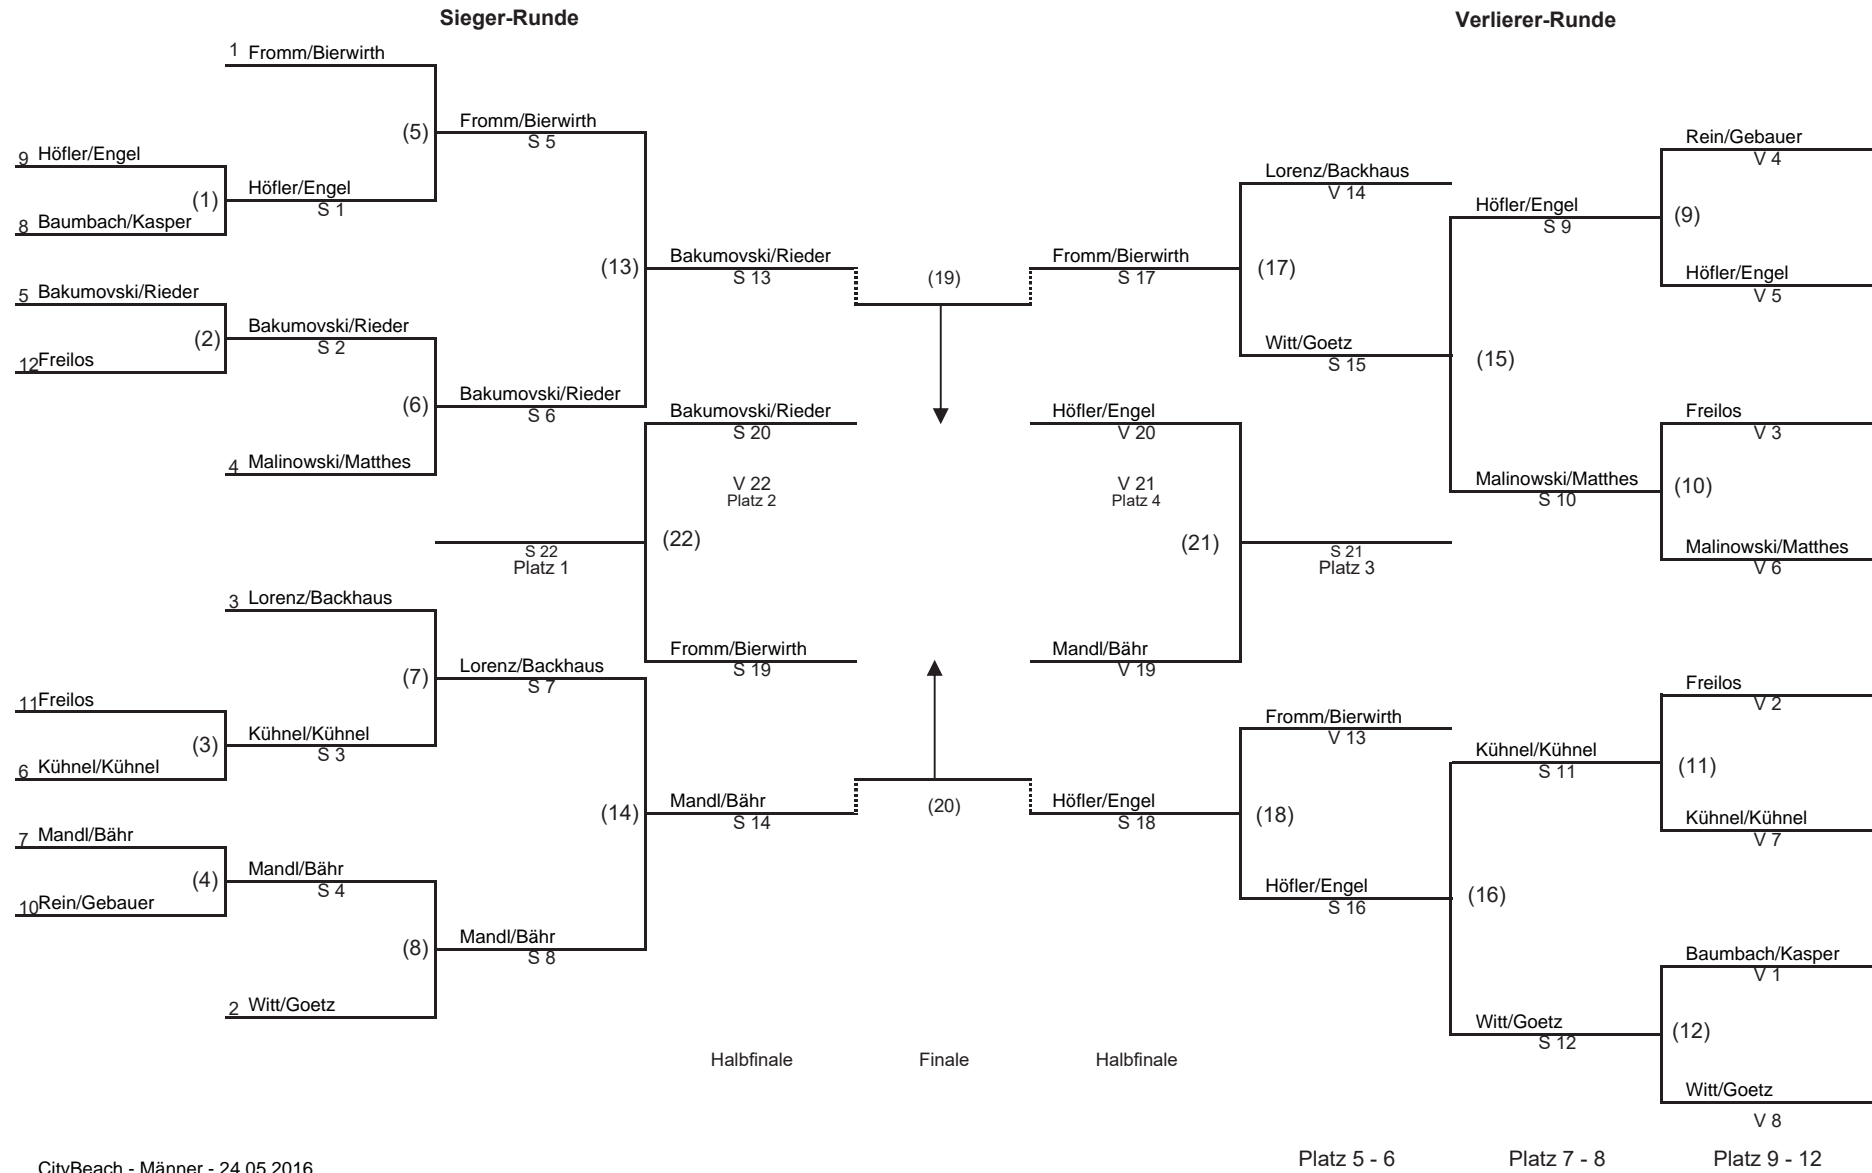 Sieger-Runde
Verlierer-Runde
1 Fromm/Bierwirth
(5)
Fromm/Bierwirth
S 5
9 Höfler/Engel
(1)
Höfler/Engel
S 1
8 Baumbach/Kasper
(13)
Bakumovski/Rieder
S 13
5 Bakumovski/Rieder
(2)
Bakumovski/Rieder
S 2
12 Freilos
(6)
Bakumovski/Rieder
S 6
4 Malinowski/Matthes
Bakumovski/Rieder
S 20
V 22
Platz 2
(22)
S 22
Platz 1
3 Lorenz/Backhaus
(7)
Lorenz/Backhaus
S 7
Fromm/Bierwirth
S 19
11 Freilos
(3)
Kühnel/Kühnel
S 3
6 Kühnel/Kühnel
(14)
Mandl/Bähr
S 14
7 Mandl/Bähr
(4)
Mandl/Bähr
S 4
10 Rein/Gebauer
(8)
Mandl/Bähr
S 8
2 Witt/Goetz
(19)
(20)
Fromm/Bierwirth
S 17
Lorenz/Backhaus
V 14
(17)
Witt/Goetz
S 15
Höfler/Engel
S 9
Rein/Gebauer
V 4
(9)
Höfler/Engel
V 5
(15)
Höfler/Engel
V 20
V 21
Platz 4
(21)
S 21
Platz 3
Mandl/Bähr
V 19
Malinowski/Matthes
S 10
Freilos
V 3
(10)
Malinowski/Matthes
V 6
Fromm/Bierwirth
V 13
Höfler/Engel
S 18
(18)
Höfler/Engel
S 16
Kühnel/Kühnel
S 11
Freilos
V 2
(11)
Kühnel/Kühnel
V 7
(16)
Witt/Goetz
S 12
Baumbach/Kasper
V 1
(12)
Witt/Goetz
V 8
Halbfinale
Finale
Halbfinale
Platz 5 - 6
Platz 7 - 8
Platz 9 - 12
CityBeach - Männer - 24.05.2016